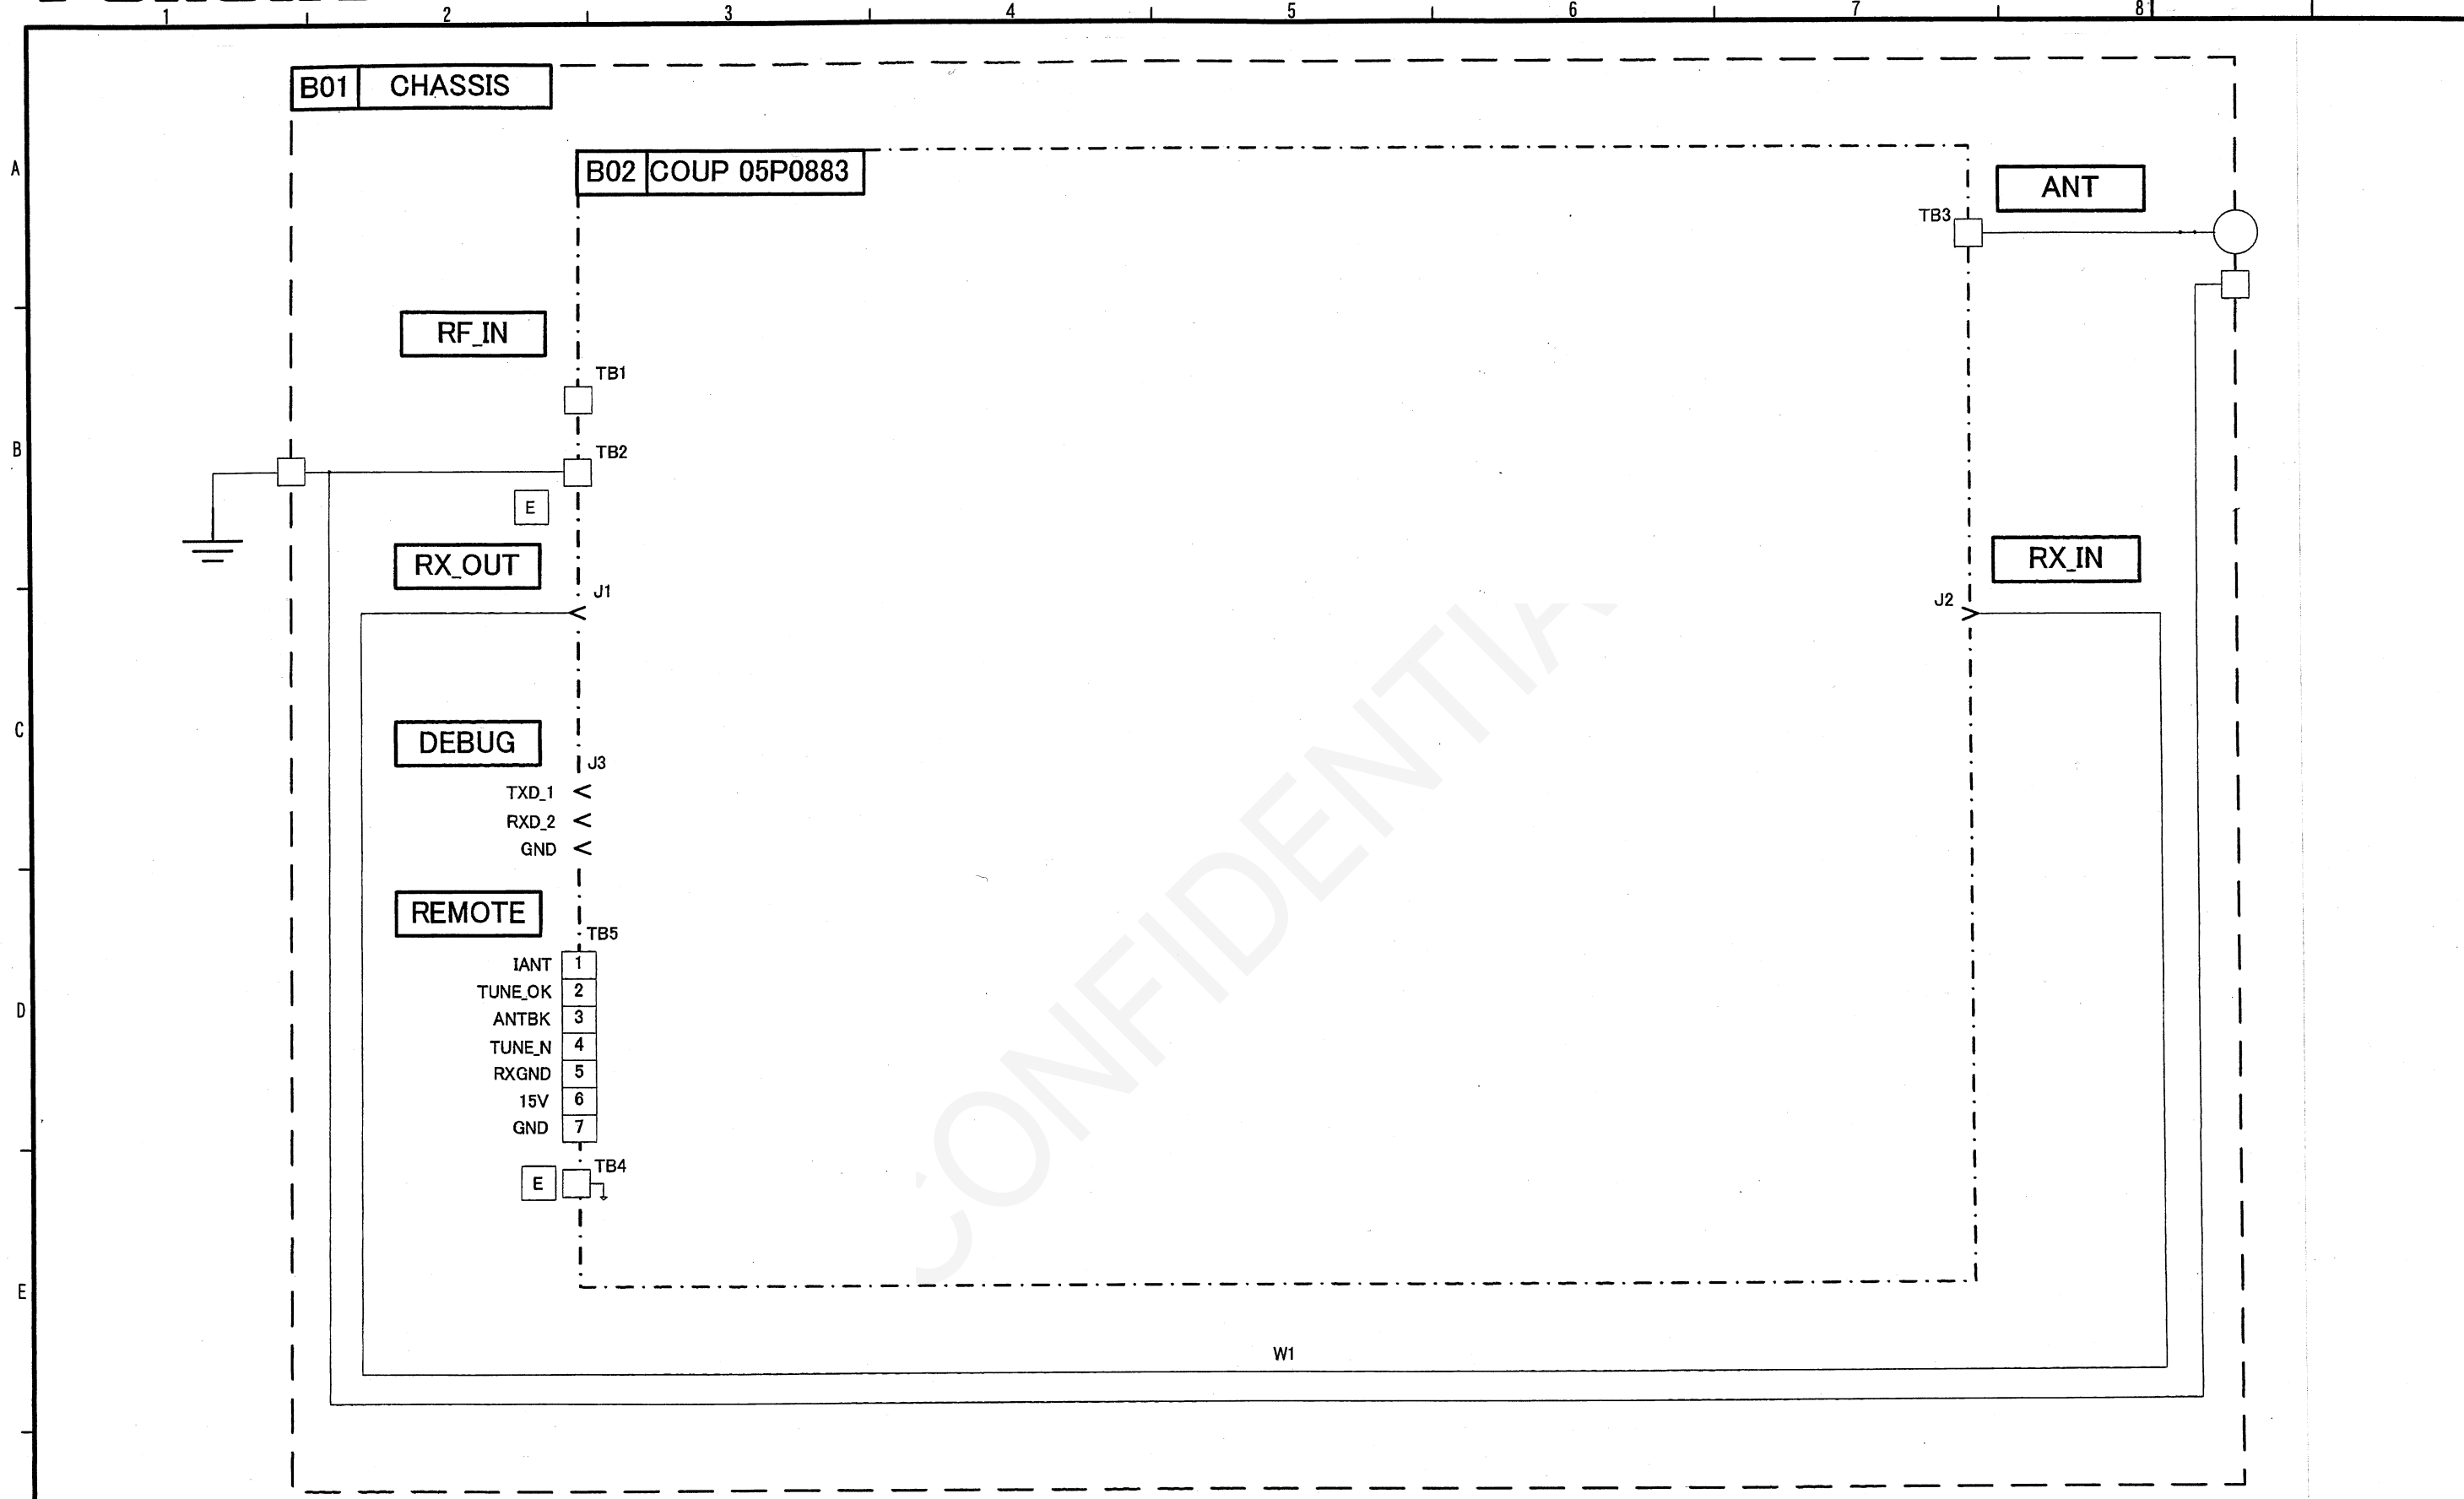 1 2 3 4 5 6 7 8
B01 CHASSIS
A
B02 COUP 05P0883
ANT
TB3
RF_IN
TB1
B
TB2
E
RX_OUT
RX_IN
J1
J2
C
DEBUG
J3
TXD_1
RXD_2
GND
REMOTE
TB5
IANT 1
TUNE_OK 2
D
ANTBK 3
TUNE_N 4
RXGND 5
15V 6
GND 7
TB4
E
E
W1
CONFIDENTIA